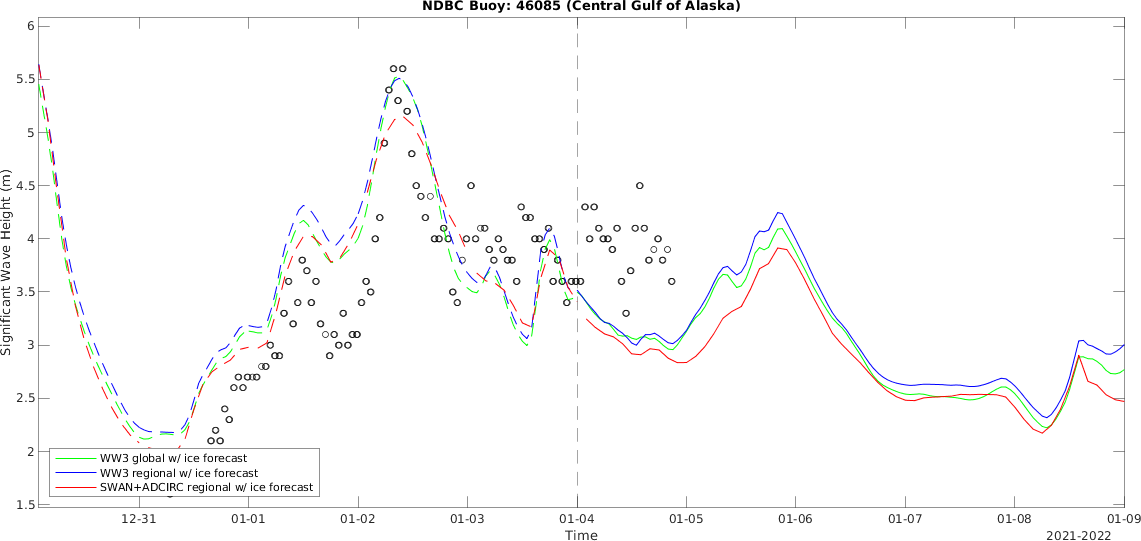 NDBC Buoy: 46085 (Central Gulf of Alaska)
Significant Wave Height (m)
6
5.5
5
4.5
4
3.5
3
2.5
2
1.5
WW3 global w/ ice forecast
WW3 regional w/ ice forecast
SWAN+ADCIRC regional w/ ice forecast
12-31 01-01 01-02 01-03 01-04 01-05 01-06 01-07 01-08 01-09
Time
2021-2022